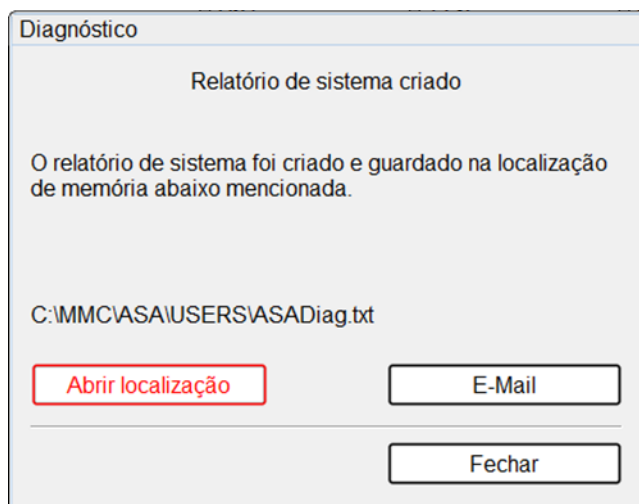 Diagnóstico
Relatório de sistema criado
O relatório de sistema foi criado e guardado na localização
de memória abaixo mencionada.
C:\MMC\ASA\USERS\ASADiag.txt
Abrir localização
E-Mail
Fechar